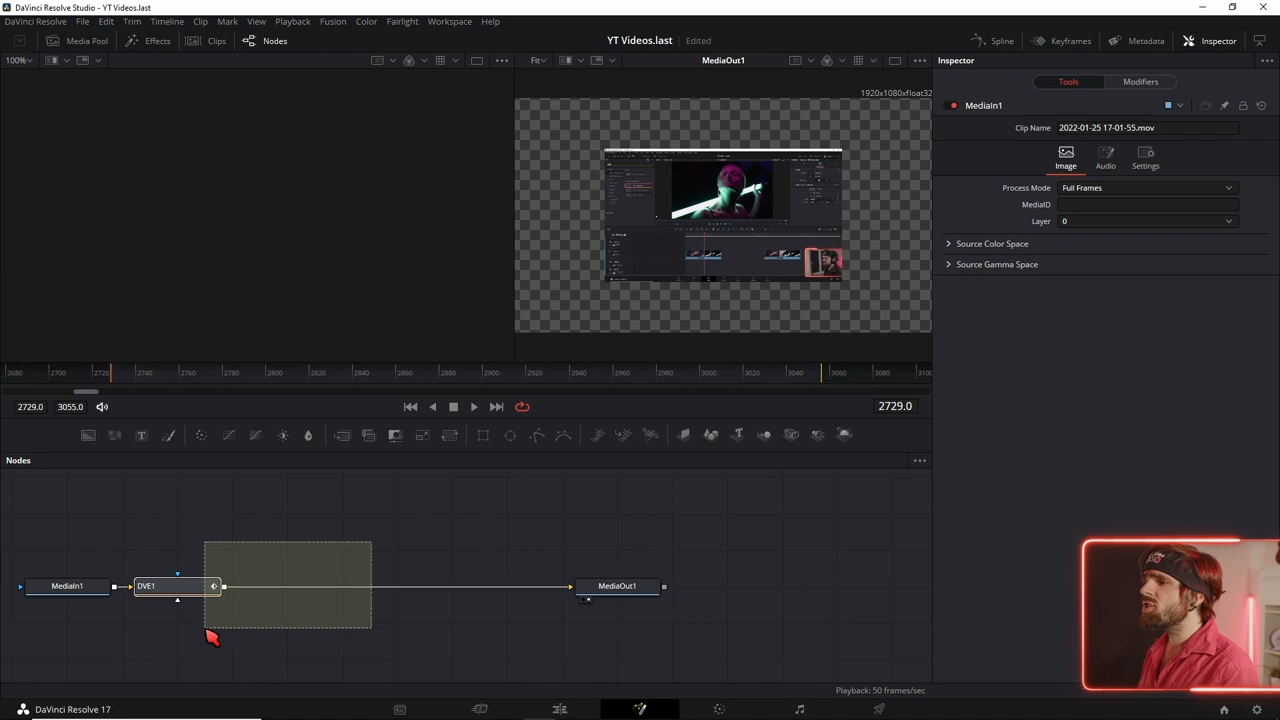 DaVinci Resolve Studio - YT Videos.last
DaVinci Resolve File Edit Trim Timeline Clip Mark View Playback Fusion Color Fairlight Workspace Help
Media Pool Effects Clips Nodes YT Videos.last Edited Spline Keyframes Metadata Inspector
100% Fit MediaOut1 Inspector
Tools Modifiers
1920x1080xfloat32
MediaIn1
Clip Name 2022-01-25 17-01-55.mov
Image Audio Settings
Process Mode Full Frames
MediaID
Layer 0
Source Color Space
Source Gamma Space
2680 2700 2720 2740 2760 2780 2800 2820 2840 2860 2880 2900 2920 2940 2960 2980 3000 3020 3040 3060 3080 3100
2729.0 3055.0 2729.0
Nodes
MediaIn1 DVE1 MediaOut1
Playback: 50 frames/sec
DaVinci Resolve 17